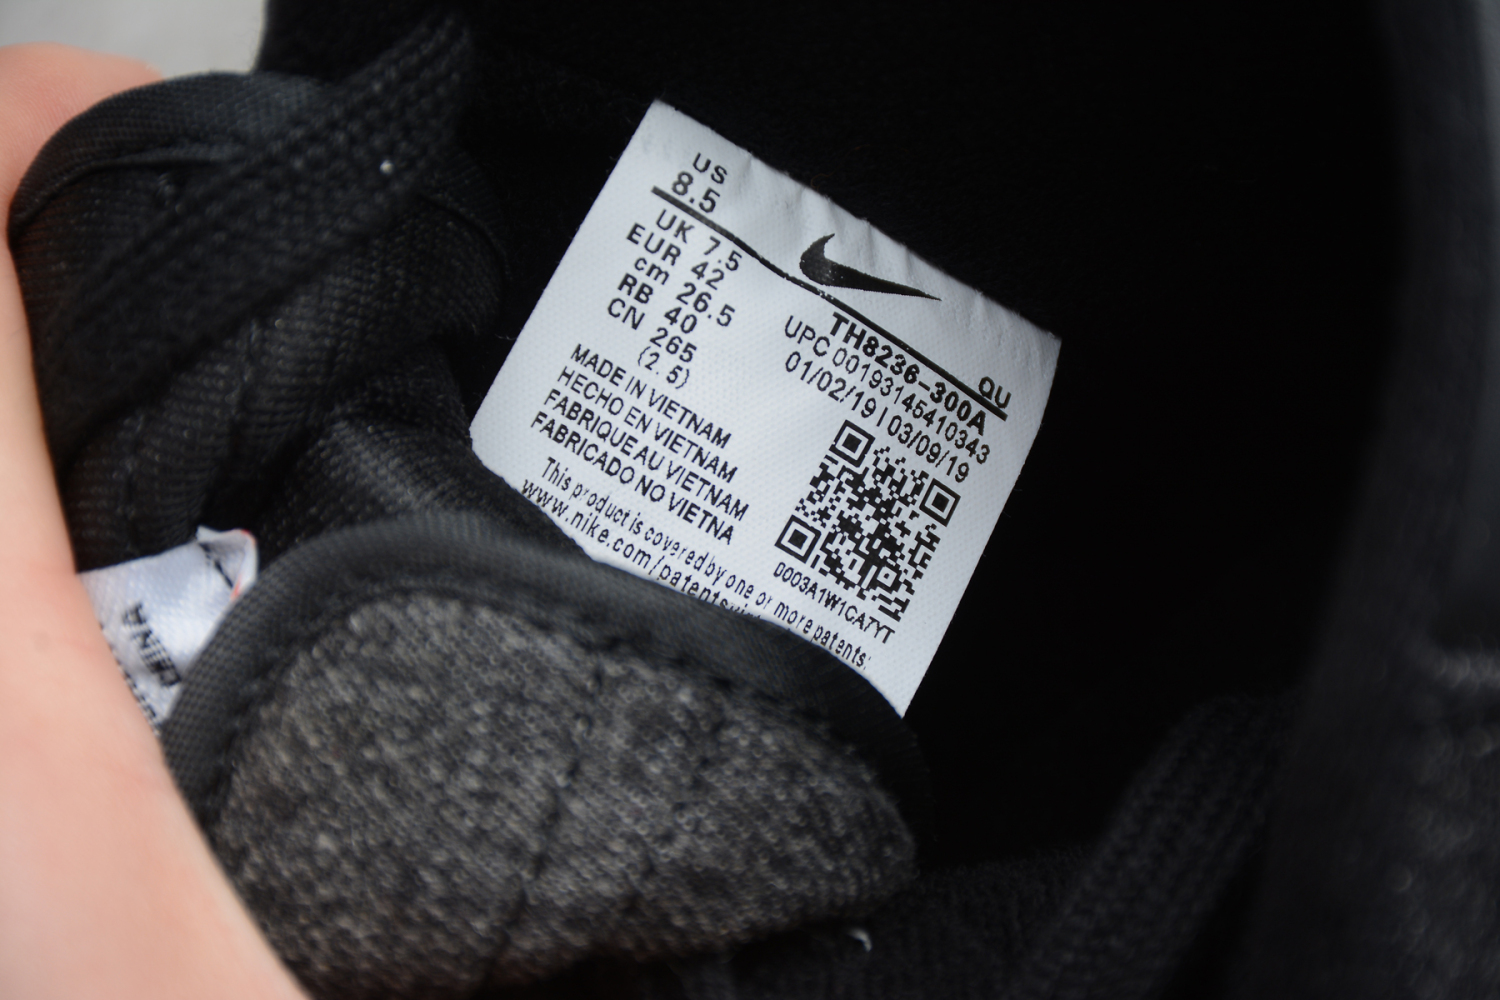 US
8.5
UK 7.5
EUR 42
cm 26.5
RB 40
CN 265
(2.5)
QU
TH8236-300A
UPC 00193145410343
01/02/19 | 03/09/19
MADE IN VIETNAM
HECHO EN VIETNAM
FABRIQUE AU VIETNAM
FABRICADO NO VIETNA
This product is covered by one or more patents:
www.nike.com/patents
D003A1W1CA7YT